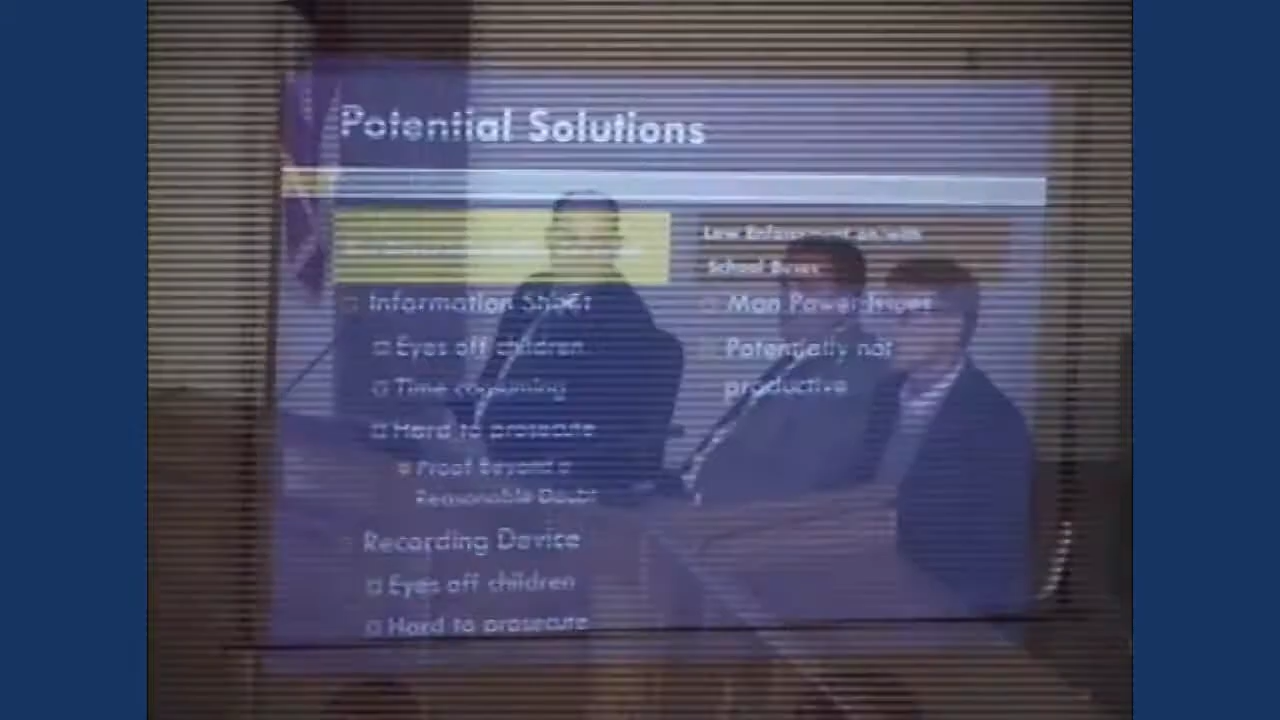 Potential Solutions
Information Sheet
Eyes off children
Time consuming
Hard to prosecute
Proof Beyond a
Reasonable Doubt
Recording Device
Eyes off children
Hard to prosecute
Law Enforcement on/with
School Buses
Man Power Issues
Potentially not
productive